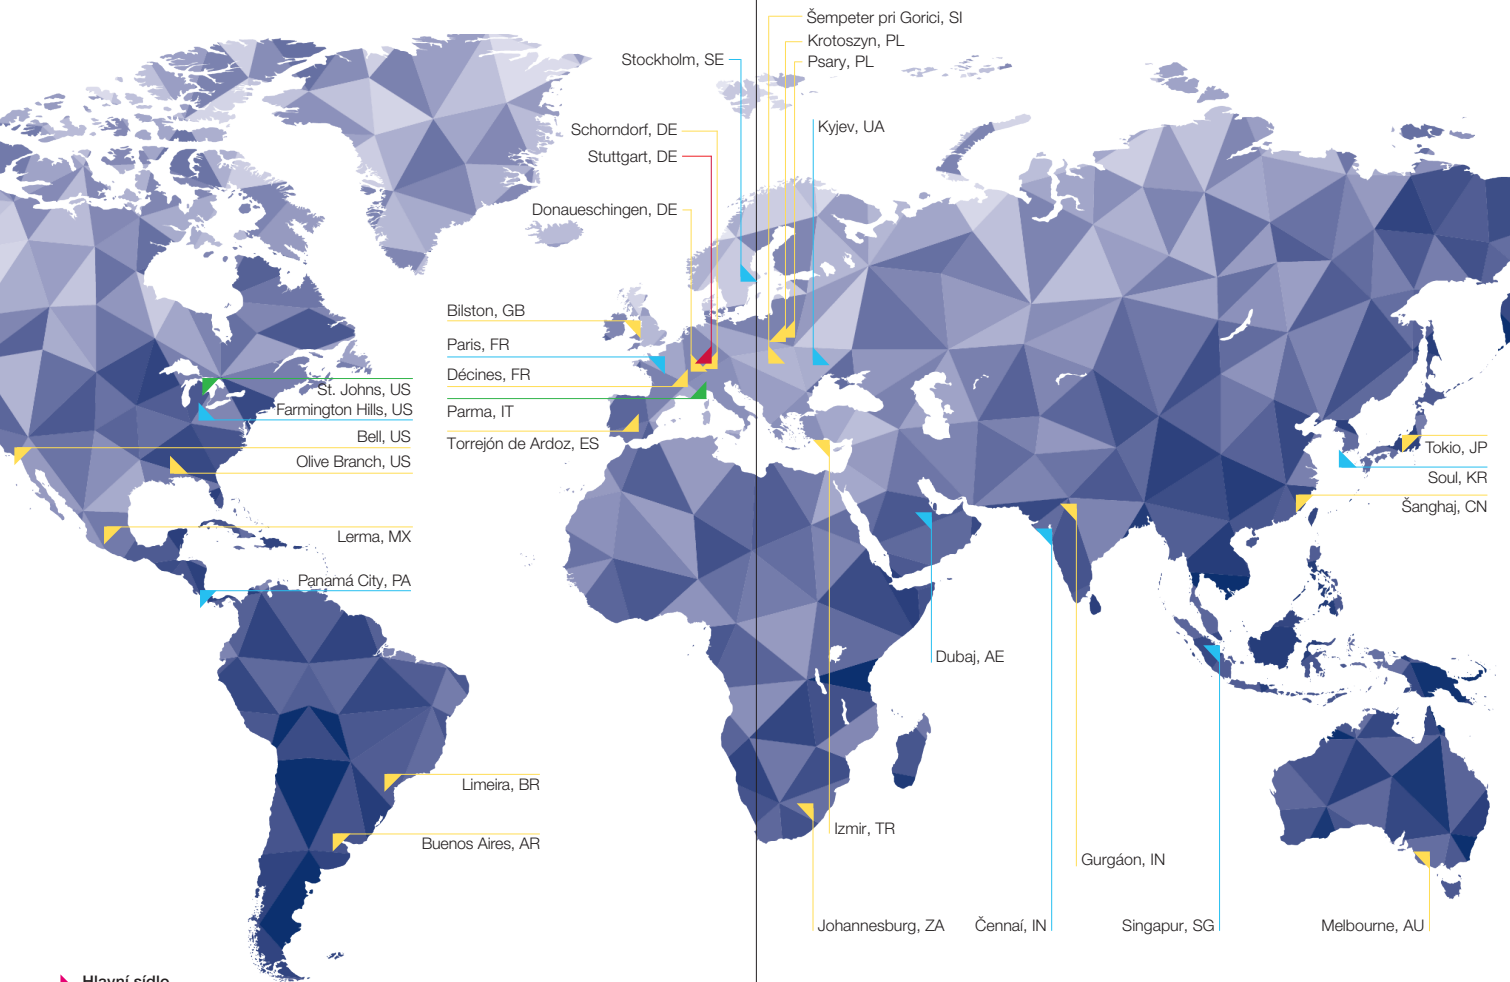 Šempeter pri Gorici, SI
Krotoszyn, PL
Stockholm, SE
Psary, PL
Schorndorf, DE
Kyjev, UA
Stuttgart, DE
Donaueschingen, DE
Bilston, GB
Paris, FR
Décines, FR
Parma, IT
Torrejón de Ardoz, ES
St. Johns, US
Farmington Hills, US
Bell, US
Olive Branch, US
Lerma, MX
Panamá City, PA
Tokio, JP
Soul, KR
Šanghaj, CN
Dubaj, AE
Limeira, BR
Buenos Aires, AR
Izmir, TR
Gurgáon, IN
Johannesburg, ZA
Čennaí, IN
Singapur, SG
Melbourne, AU
Hlavní sídlo